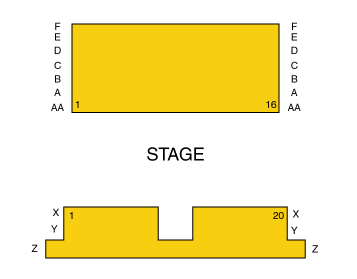 F F
E E
D D
C C
B B
A A
AA 1 16 AA
STAGE
X 1 20 X
Y Y
Z Z